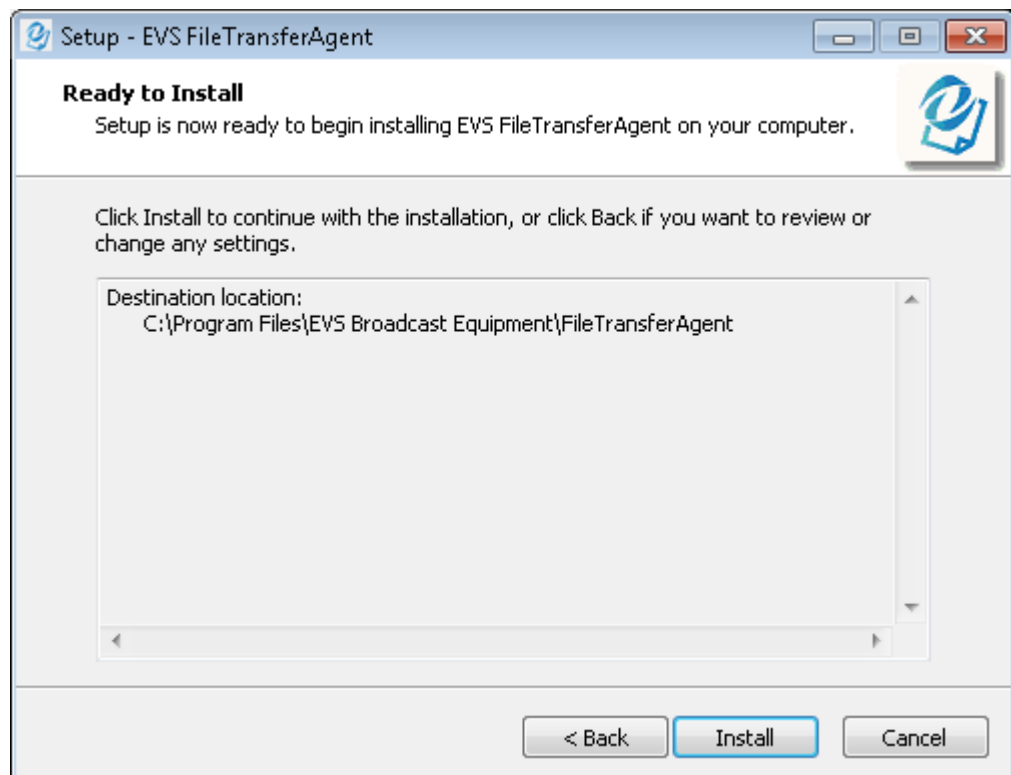 Setup - EVS FileTransferAgent
Ready to Install
Setup is now ready to begin installing EVS FileTransferAgent on your computer.
Click Install to continue with the installation, or click Back if you want to review or
change any settings.
Destination location:
C:\Program Files\EVS Broadcast Equipment\FileTransferAgent
< Back
Install
Cancel